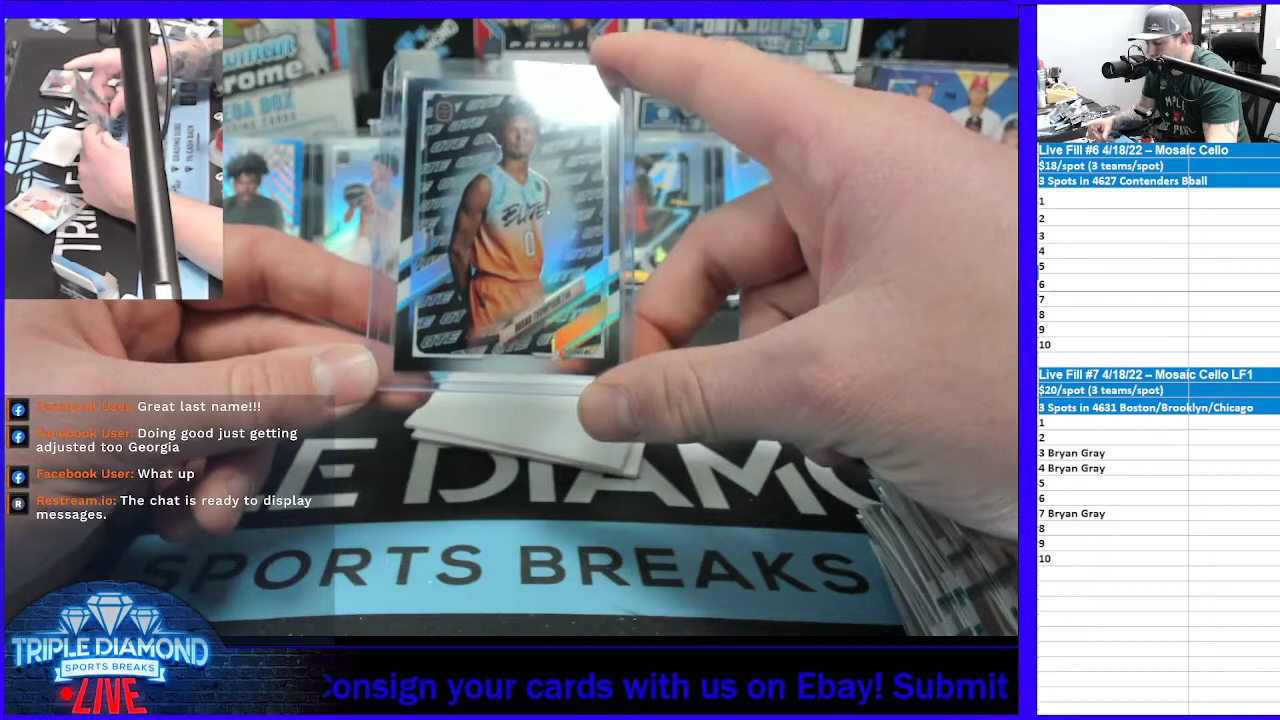 Live Fill #6 4/18/22 – Mosaic Cello
$18/spot (3 teams/spot)
3 Spots in 4627 Contenders Bball
1
2
3
4
5
6
7
8
9
10
Live Fill #7 4/18/22 – Mosaic Cello LF1
$20/spot (3 teams/spot)
3 Spots in 4631 Boston/Brooklyn/Chicago
1
2
3 Bryan Gray
4 Bryan Gray
5
6
7 Bryan Gray
8
9
10
PANINI
ELITE
0
OTE
Facebook User: Great last name!!!
Facebook User: Doing good just getting
adjusted too Georgia
Facebook User: What up
Restream.io: The chat is ready to display
messages.
LE DIAMO
SPORTS BREAKS
TRIPLE DIAMOND
SPORTS BREAKS
LIVE
Consign your cards with us on Ebay! Submit